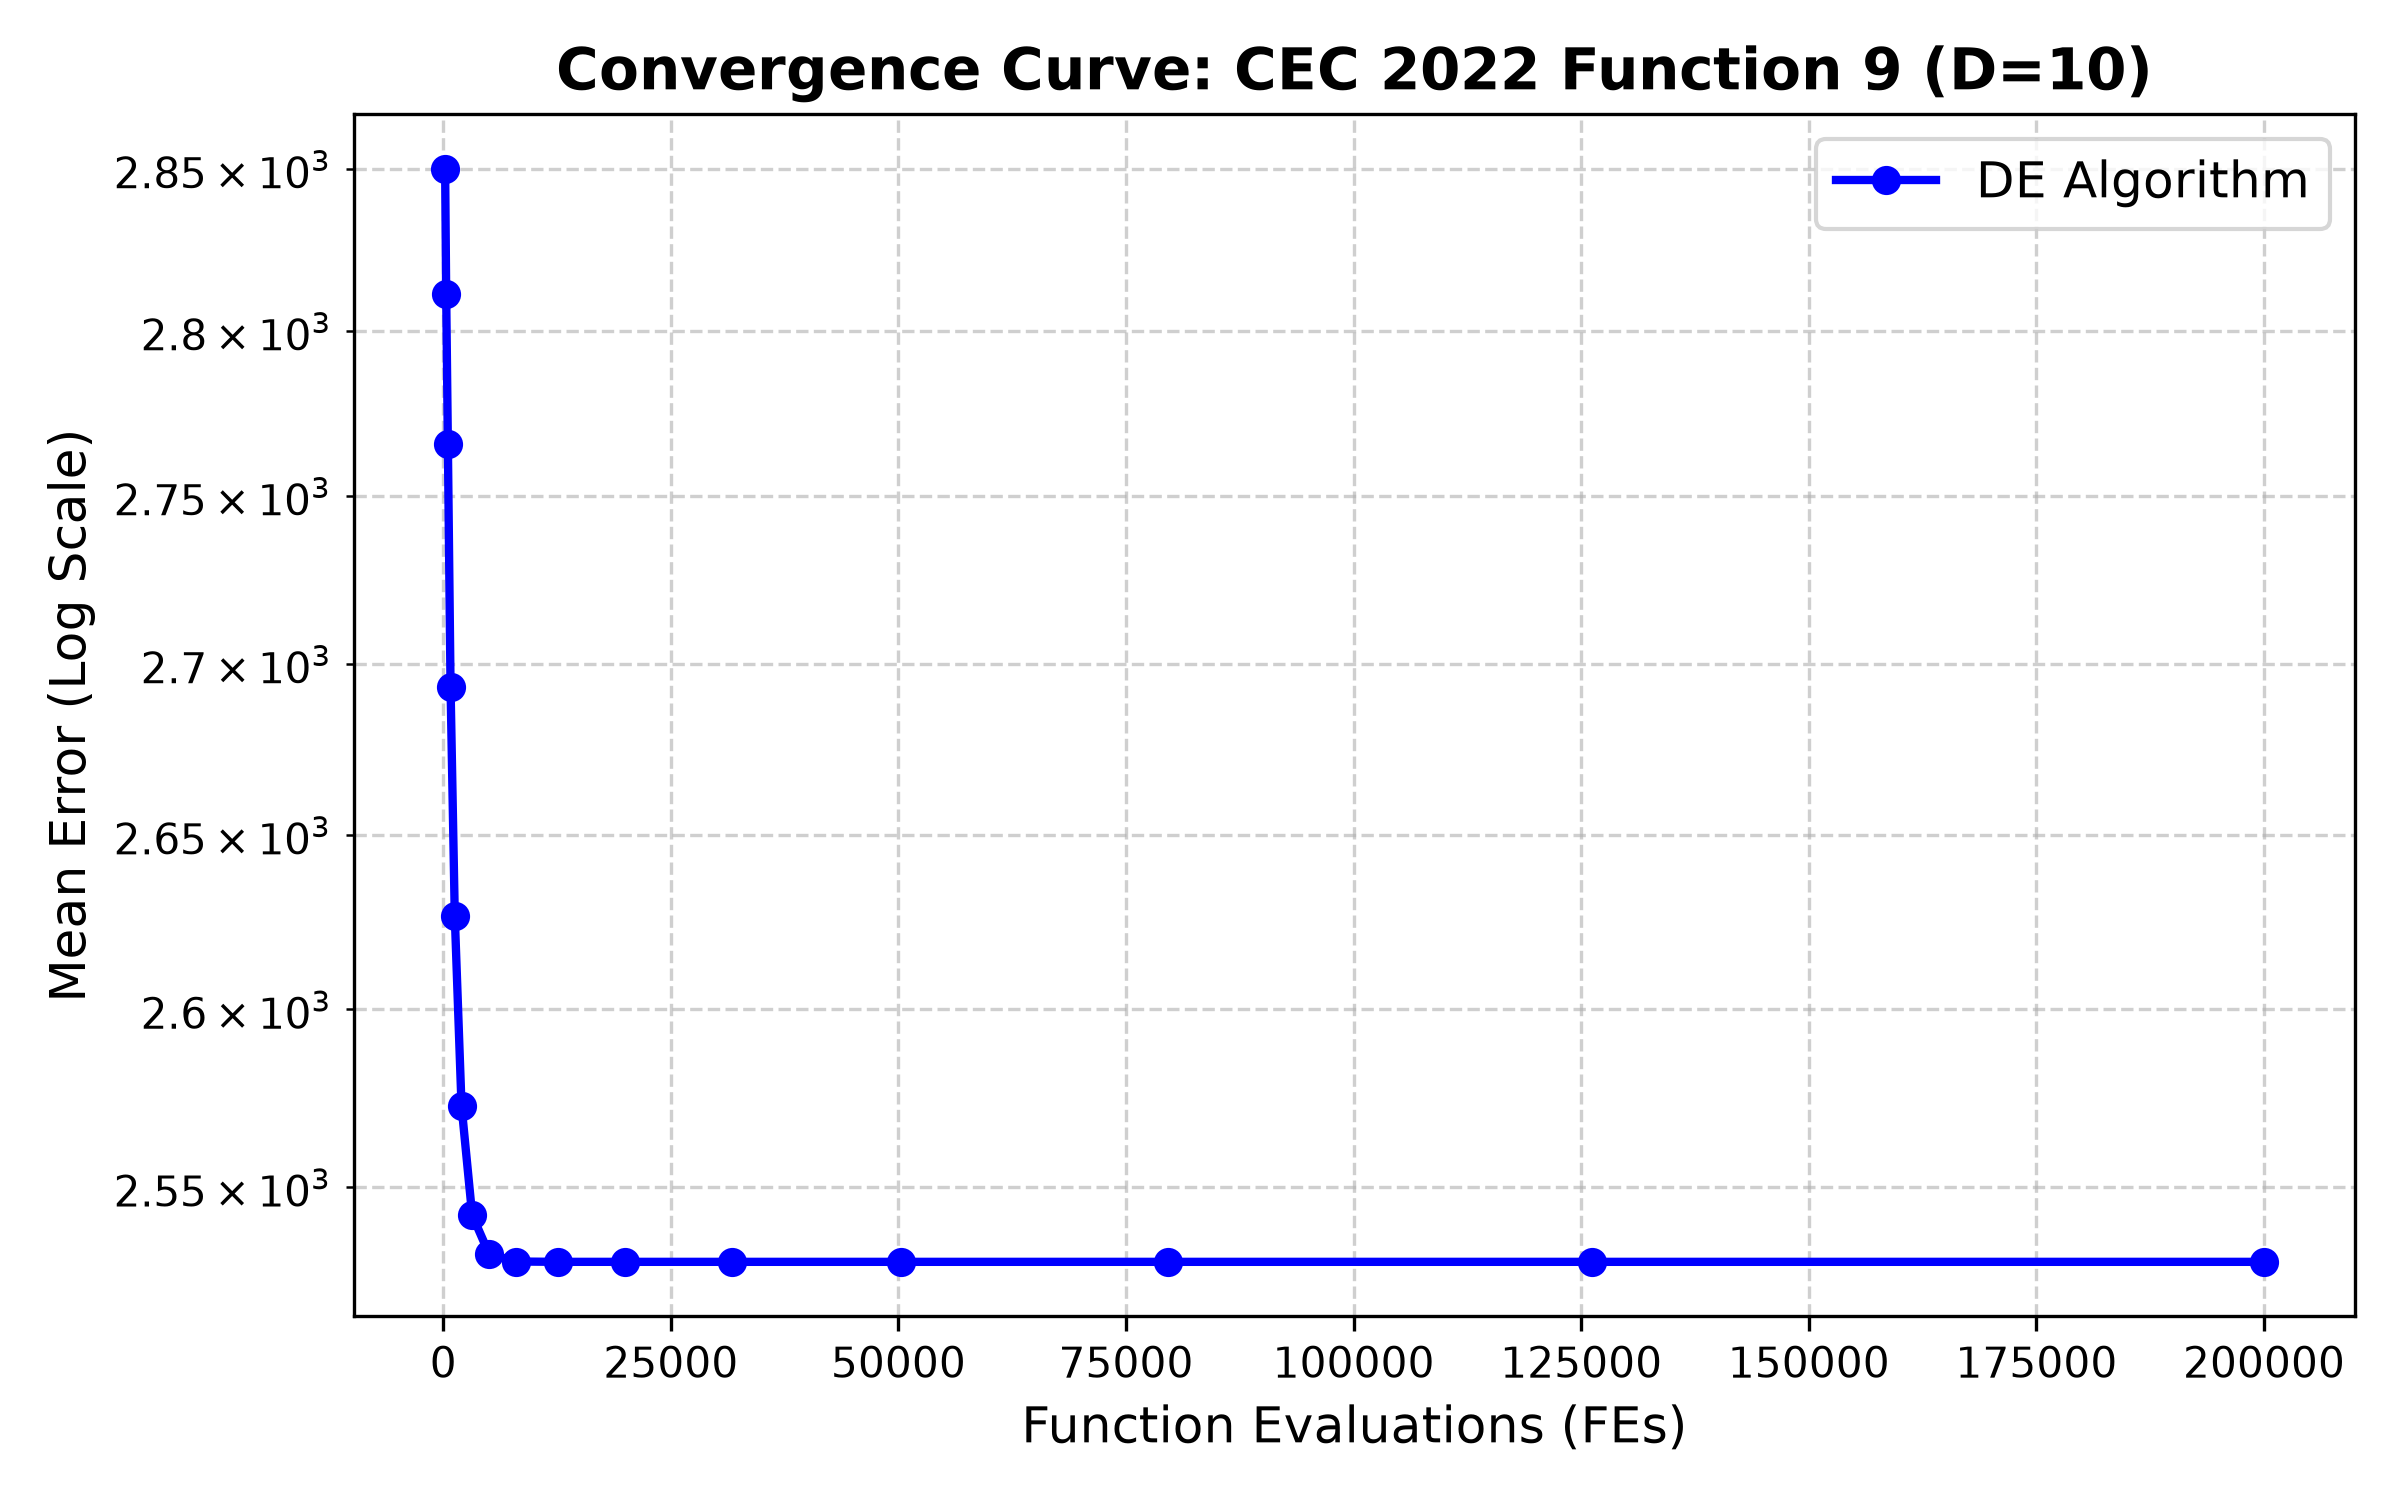 Convergence Curve: CEC 2022 Function 9 (D=10)
DE Algorithm
Mean Error (Log Scale)
2.85 × 10³
2.8 × 10³
2.75 × 10³
2.7 × 10³
2.65 × 10³
2.6 × 10³
2.55 × 10³
0 25000 50000 75000 100000 125000 150000 175000 200000
Function Evaluations (FEs)